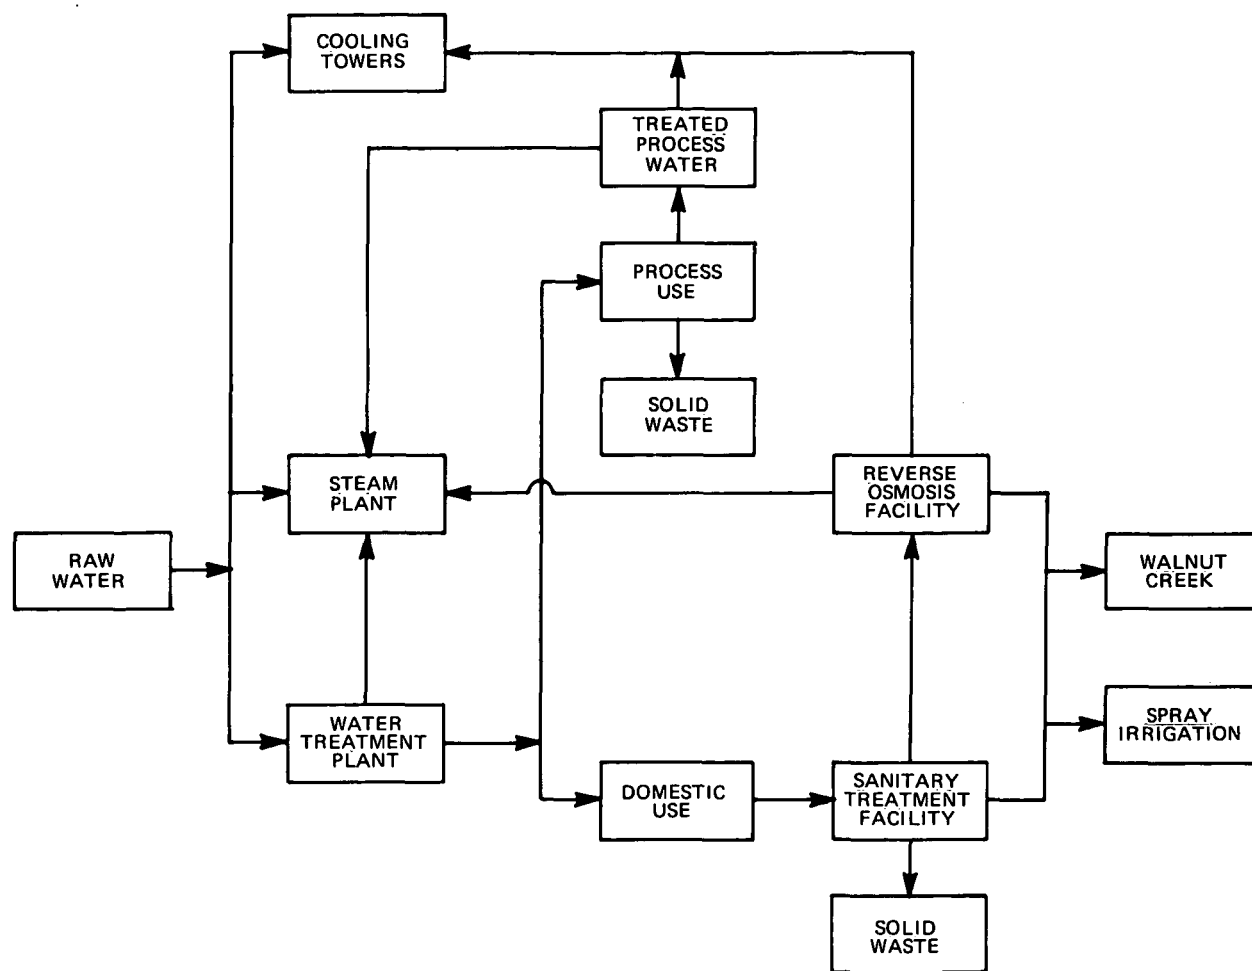 COOLING
TOWERS
TREATED
PROCESS
WATER
PROCESS
USE
SOLID
WASTE
STEAM
PLANT
REVERSE
OSMOSIS
FACILITY
RAW
WATER
WALNUT
CREEK
WATER
TREATMENT
PLANT
SPRAY
IRRIGATION
DOMESTIC
USE
SANITARY
TREATMENT
FACILITY
SOLID
WASTE